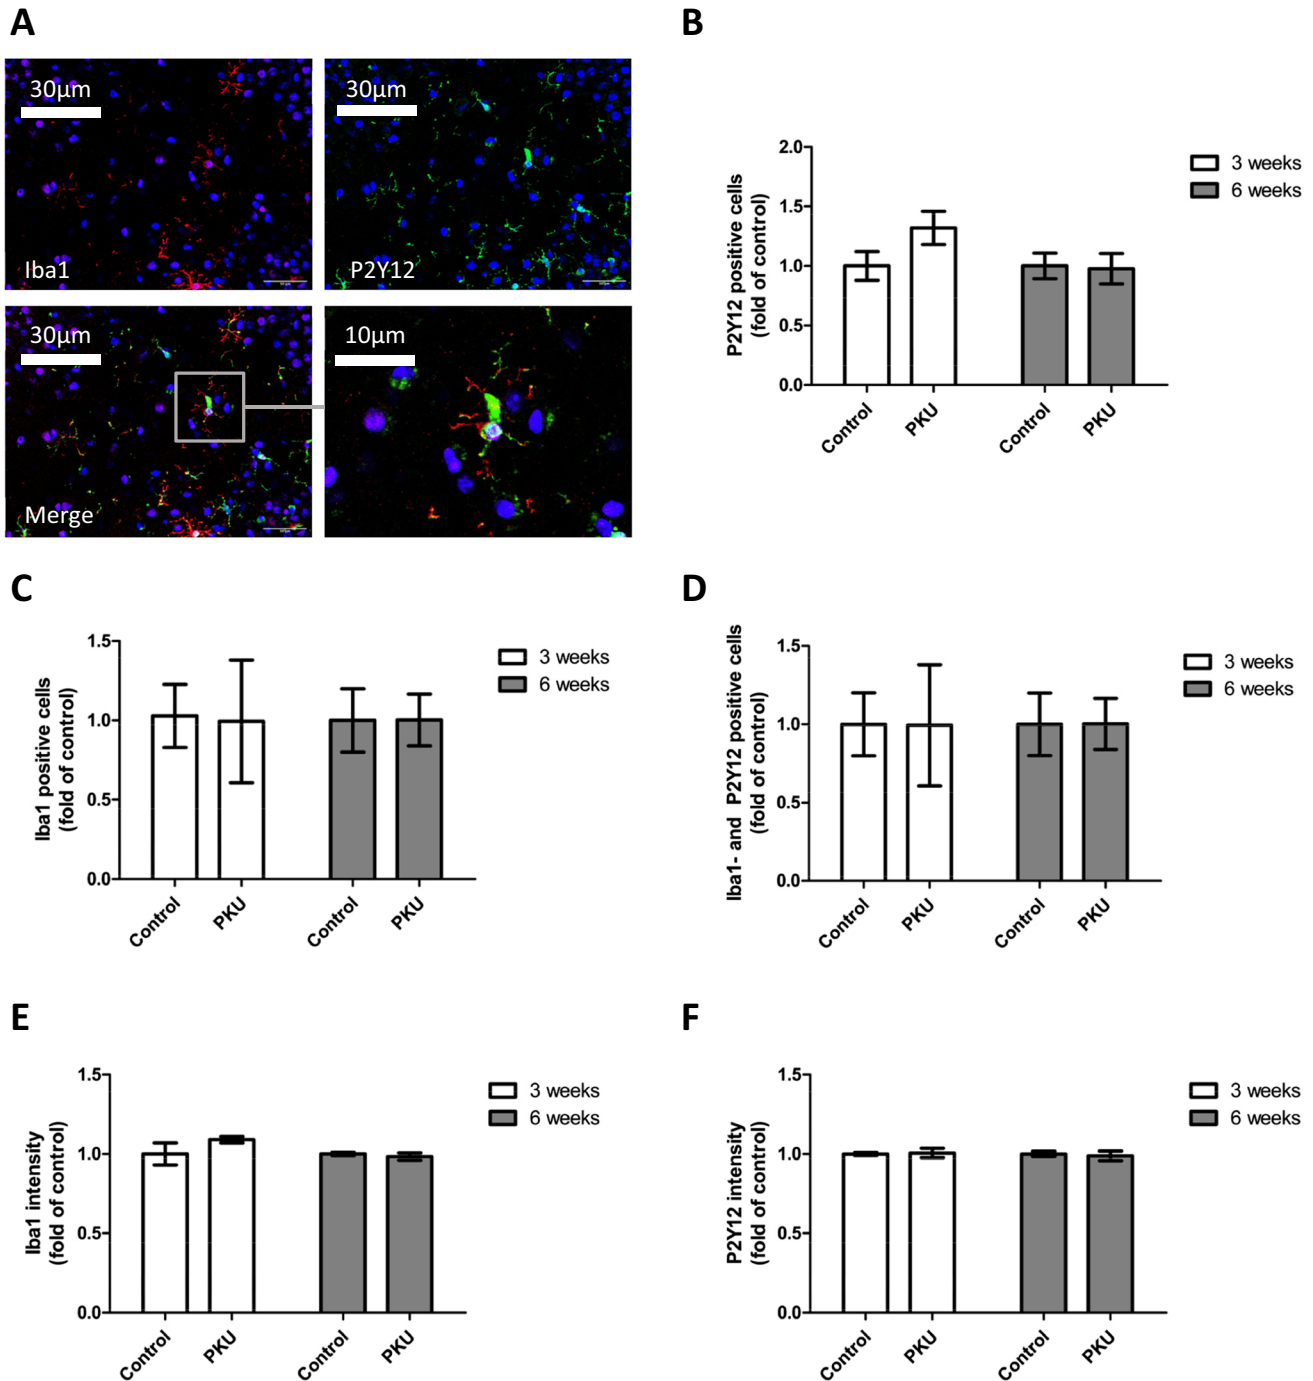 A
30μm
Iba1
30μm
P2Y12
30μm
Merge
10μm
B
P2Y12 positive cells
(fold of control)
2.0
1.5
1.0
0.5
0.0
Control
PKU
Control
PKU
3 weeks
6 weeks
C
Iba1 positive cells
(fold of control)
1.5
1.0
0.5
0.0
Control
PKU
Control
PKU
3 weeks
6 weeks
D
Iba1- and P2Y12 positive cells
(fold of control)
1.5
1.0
0.5
0.0
Control
PKU
Control
PKU
3 weeks
6 weeks
E
Iba1 intensity
(fold of control)
1.5
1.0
0.5
0.0
Control
PKU
Control
PKU
3 weeks
6 weeks
F
P2Y12 intensity
(fold of control)
1.5
1.0
0.5
0.0
Control
PKU
Control
PKU
3 weeks
6 weeks